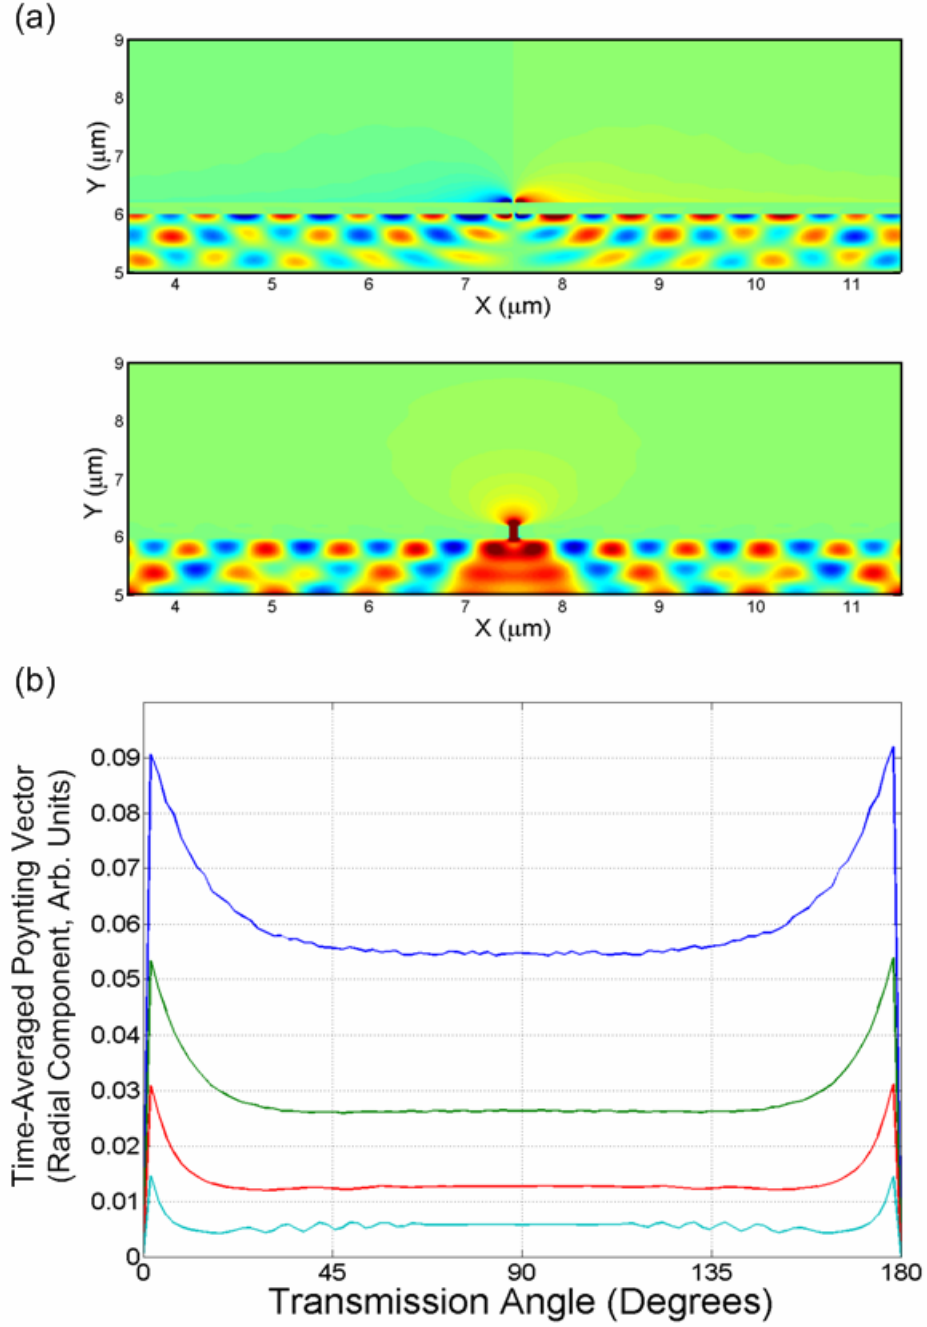 (a)
9
8
7
6
5
Y (μm)
4 5 6 7 8 9 10 11
X (μm)
9
8
7
6
5
Y (μm)
4 5 6 7 8 9 10 11
X (μm)
(b)
Time-Averaged Poynting Vector
(Radial Component, Arb. Units)
0.09
0.08
0.07
0.06
0.05
0.04
0.03
0.02
0.01
0
0 45 90 135 180
Transmission Angle (Degrees)